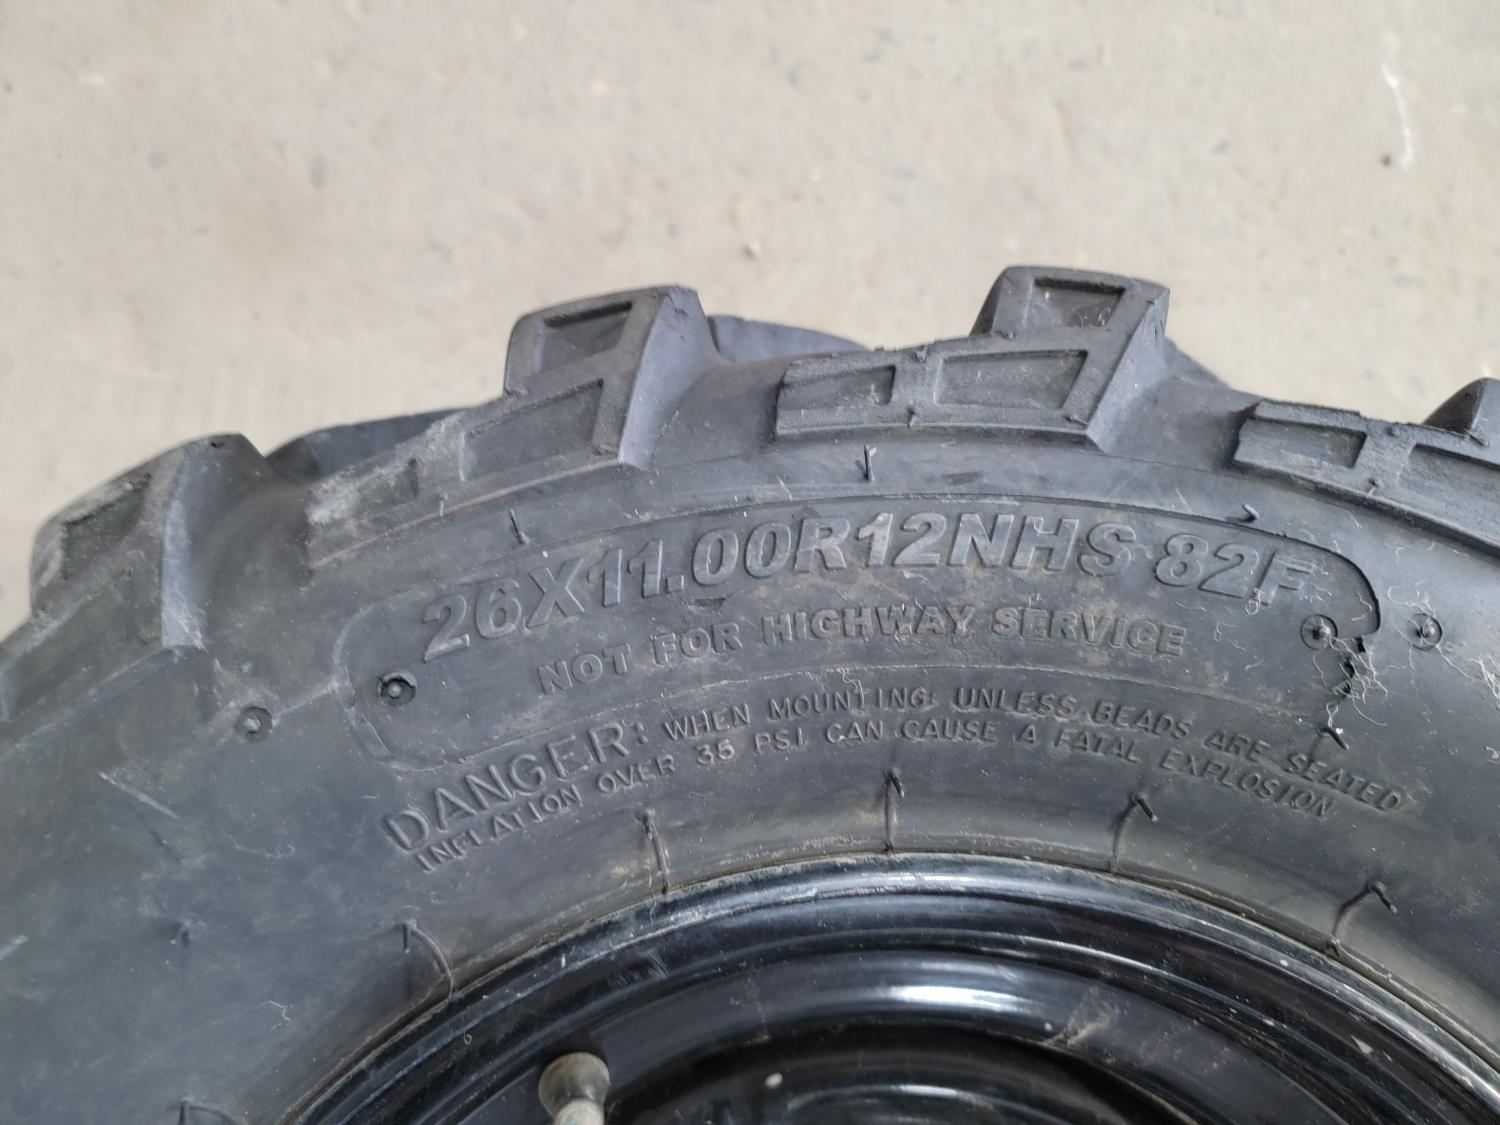 26X11.00R12NHS 82F
NOT FOR HIGHWAY SERVICE
DANGER: WHEN MOUNTING, UNLESS BEADS ARE SEATED
INFLATION OVER 35 PSI CAN CAUSE A FATAL EXPLOSION